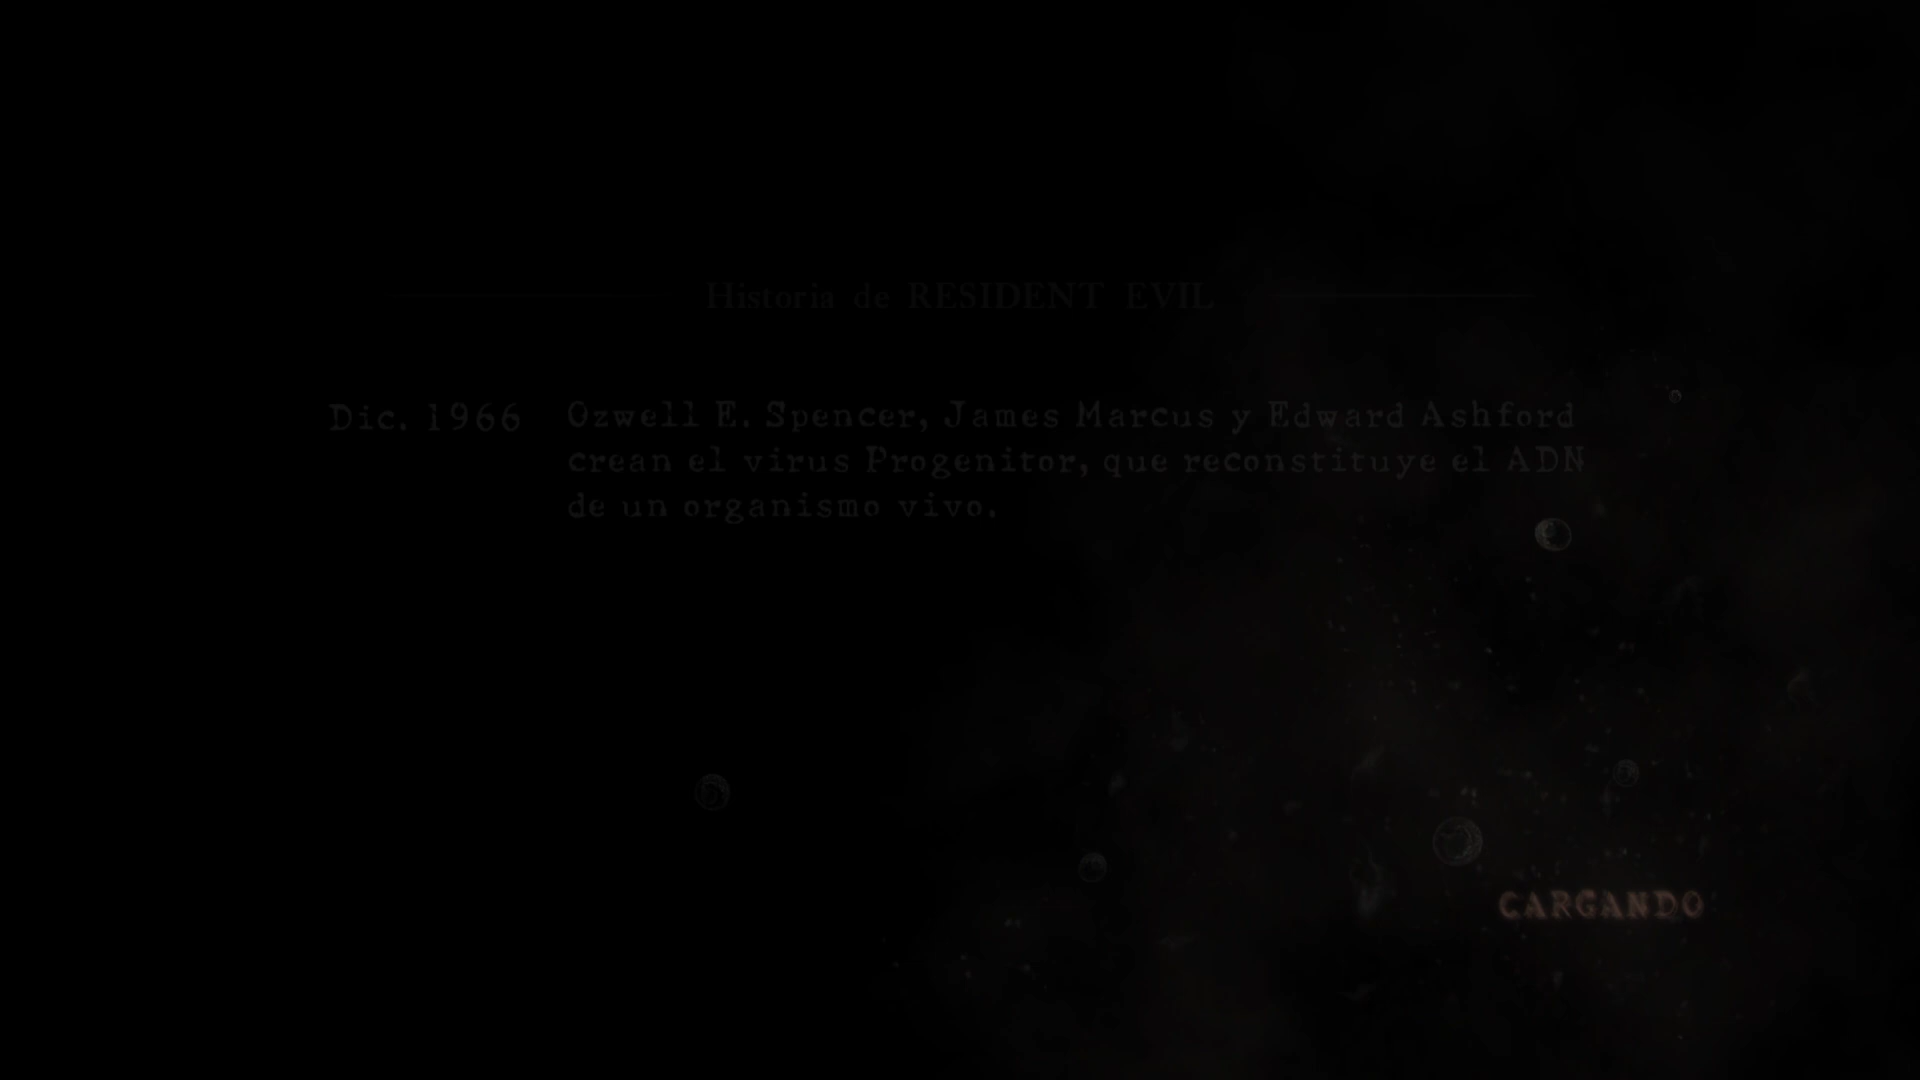 Historia de RESIDENT EVIL
Dic. 1966 Ozwell E. Spencer, James Marcus y Edward Ashford
crean el virus Progenitor, que reconstituye el ADN
de un organismo vivo.
CARGANDO